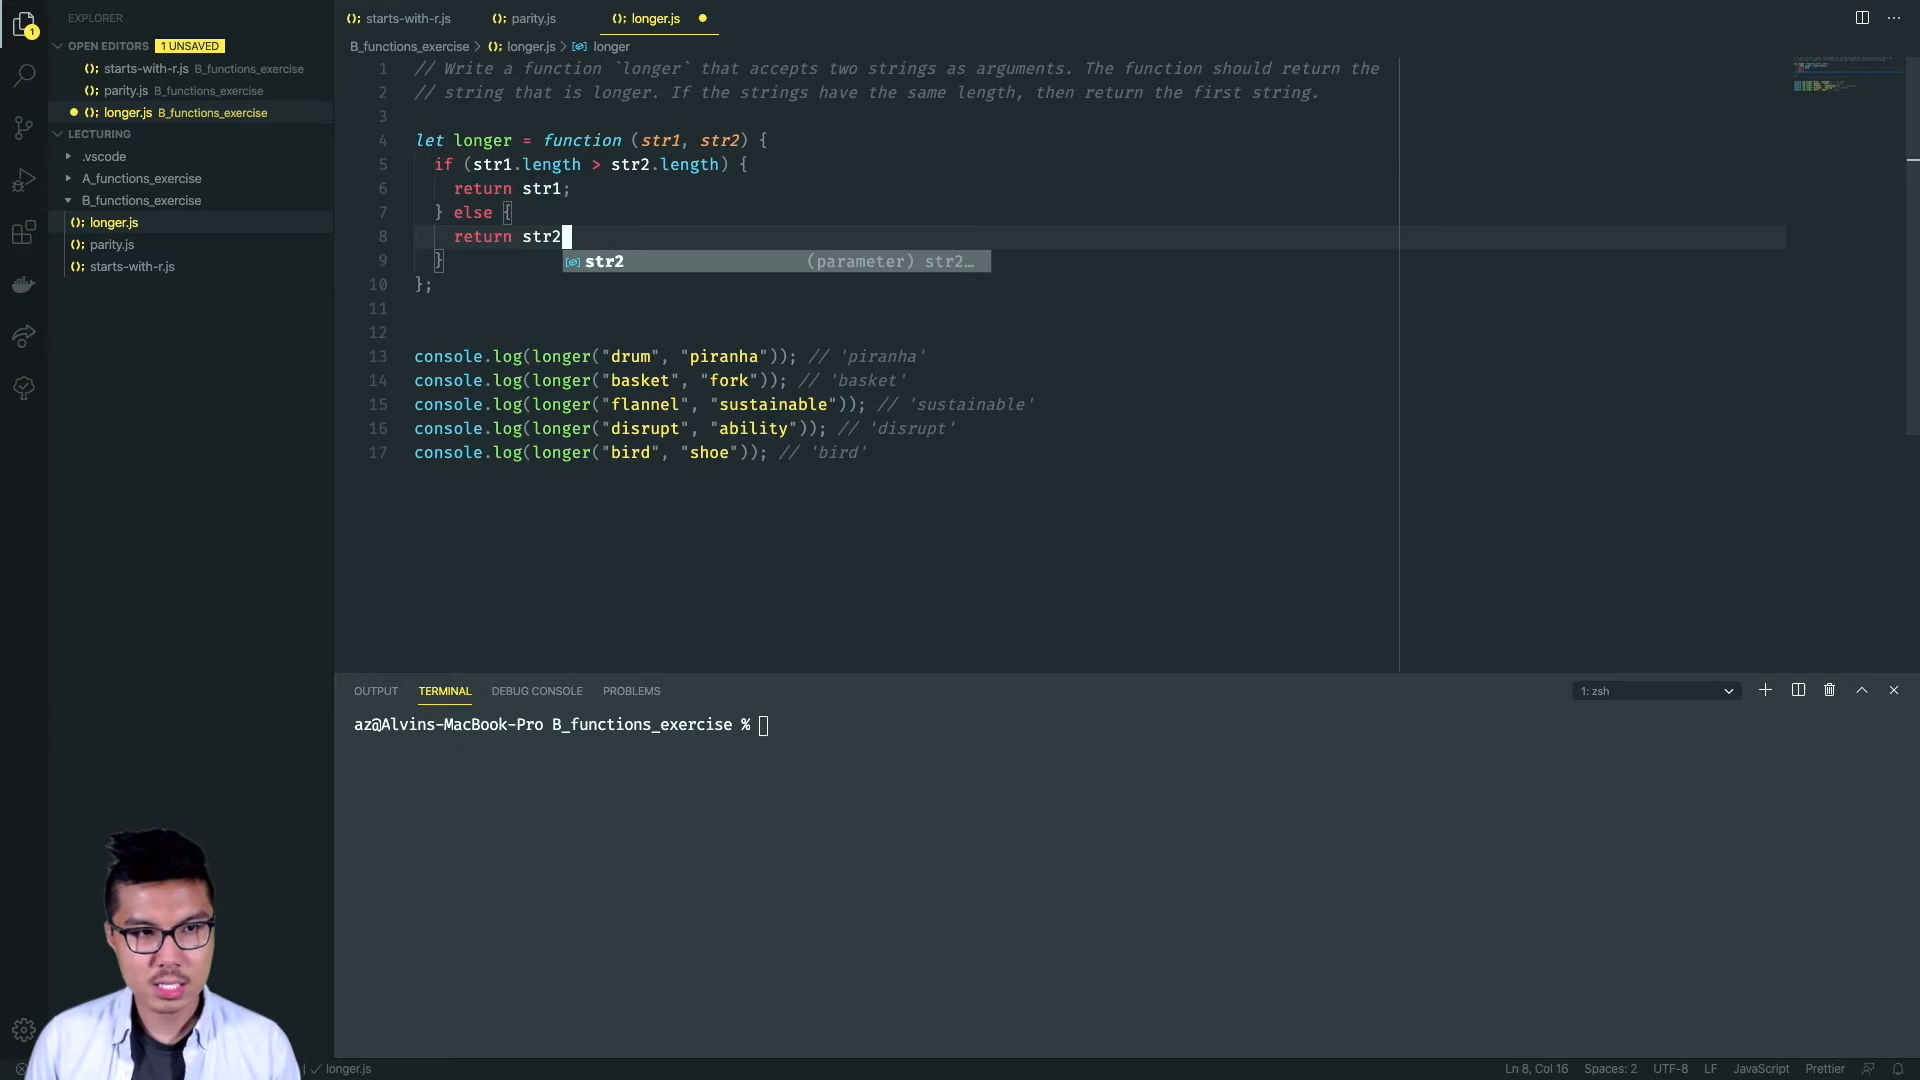 EXPLORER
OPEN EDITORS 1 UNSAVED
(); starts-with-r.js B_functions_exercise
(); parity.js B_functions_exercise
(); longer.js B_functions_exercise
LECTURING
.vscode
A_functions_exercise
B_functions_exercise
(); longer.js
(); parity.js
(); starts-with-r.js
1
(); starts-with-r.js (); parity.js (); longer.js
B_functions_exercise > (); longer.js > longer
1 // Write a function `longer` that accepts two strings as arguments. The function should return the
2 // string that is longer. If the strings have the same length, then return the first string.
3
4 let longer = function (str1, str2) {
5 if (str1.length > str2.length) {
6 return str1;
7 } else {
8 return str2
9 }
str2 (parameter) str2…
10 };
11
12
13 console.log(longer("drum", "piranha")); // 'piranha'
14 console.log(longer("basket", "fork")); // 'basket'
15 console.log(longer("flannel", "sustainable")); // 'sustainable'
16 console.log(longer("disrupt", "ability")); // 'disrupt'
17 console.log(longer("bird", "shoe")); // 'bird'
OUTPUT TERMINAL DEBUG CONSOLE PROBLEMS 1: zsh
az@Alvins-MacBook-Pro B_functions_exercise %
longer.js Ln 8, Col 16 Spaces: 2 UTF-8 LF JavaScript Prettier